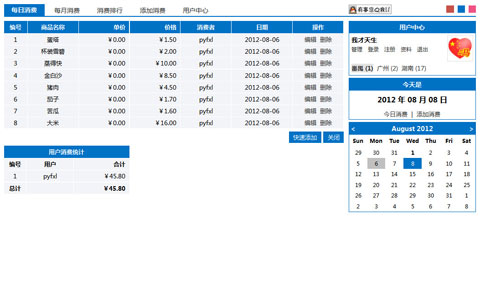 每日消费 每月消费 消费排行 添加消费 用户中心
编号 商品名称 单价 价格 消费者 日期 操作
1 蛋塔 ￥0.00 ￥1.50 pyfxl 2012-08-06 编辑 删除
2 杯装雪碧 ￥0.00 ￥2.00 pyfxl 2012-08-06 编辑 删除
3 蒸得快 ￥0.00 ￥10.00 pyfxl 2012-08-06 编辑 删除
4 金白沙 ￥0.00 ￥8.50 pyfxl 2012-08-06 编辑 删除
5 猪肉 ￥0.00 ￥4.50 pyfxl 2012-08-06 编辑 删除
6 茄子 ￥0.00 ￥1.70 pyfxl 2012-08-06 编辑 删除
7 苦瓜 ￥0.00 ￥1.60 pyfxl 2012-08-06 编辑 删除
8 大米 ￥0.00 ￥16.00 pyfxl 2012-08-06 编辑 删除
快速添加 关闭
用户消费统计
编号 用户 合计
1 pyfxl ￥45.80
总计 ￥45.80
有事您Q我!
用户中心
我才天生
管理 登录 注册 资料 退出
番禺 (1) 广州 (2) 湖南 (17)
今天是
2012 年 08 月 08 日
今日消费 | 添加消费
< August 2012 >
Sun Mon Tue Wed Thu Fri Sat
29 30 31 1 2 3 4
5 6 7 8 9 10 11
12 13 14 15 16 17 18
19 20 21 22 23 24 25
26 27 28 29 30 31 1
2 3 4 5 6 7 8